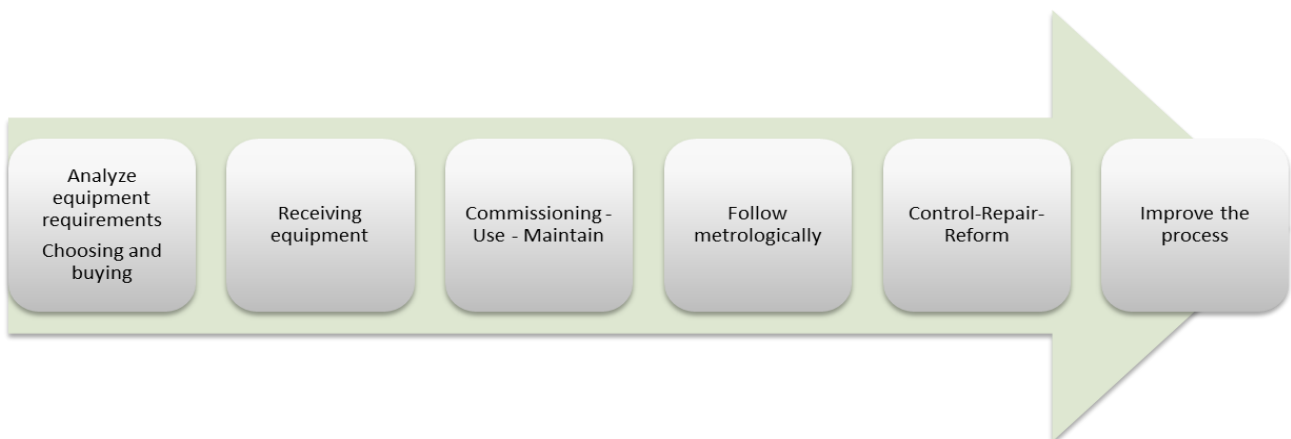 Analyze
equipment
requirements
Choosing and
buying
Receiving
equipment
Commissioning -
Use - Maintain
Follow
metrologically
Control-Repair-
Reform
Improve the
process